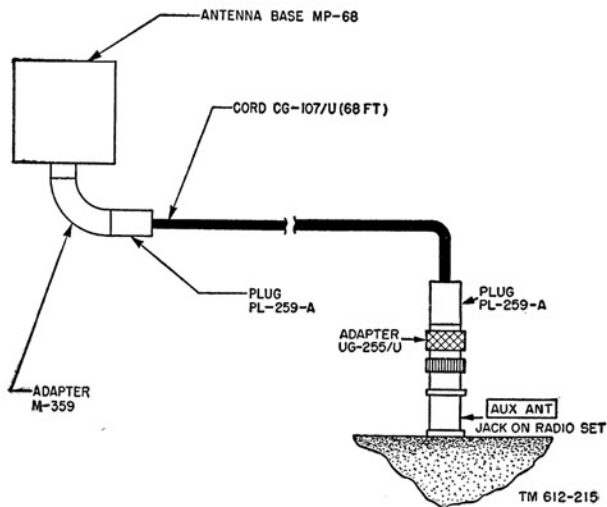 ANTENNA BASE MP-68
CORD CG-107/U (68 FT)
PLUG
PL-259-A
PLUG
PL-259-A
ADAPTER
UG-255/U
ADAPTER
M-359
AUX ANT
JACK ON RADIO SET
TM 612-215